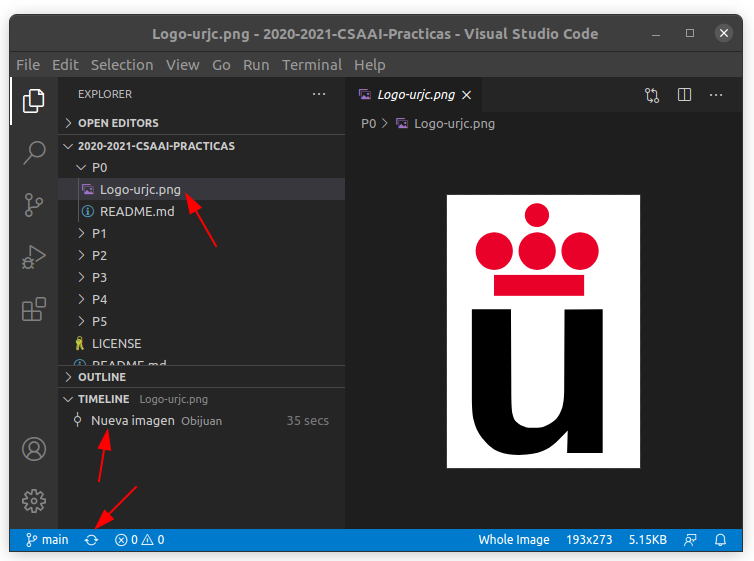 Logo-urjc.png - 2020-2021-CSAAI-Practicas - Visual Studio Code
File Edit Selection View Go Run Terminal Help
EXPLORER
Logo-urjc.png
OPEN EDITORS
P0 > Logo-urjc.png
2020-2021-CSAAI-PRACTICAS
P0
Logo-urjc.png
README.md
P1
P2
P3
P4
P5
LICENSE
README.md
OUTLINE
TIMELINE Logo-urjc.png
Nueva imagen Obijuan 35 secs
u
main 0 0 Whole Image 193x273 5.15KB